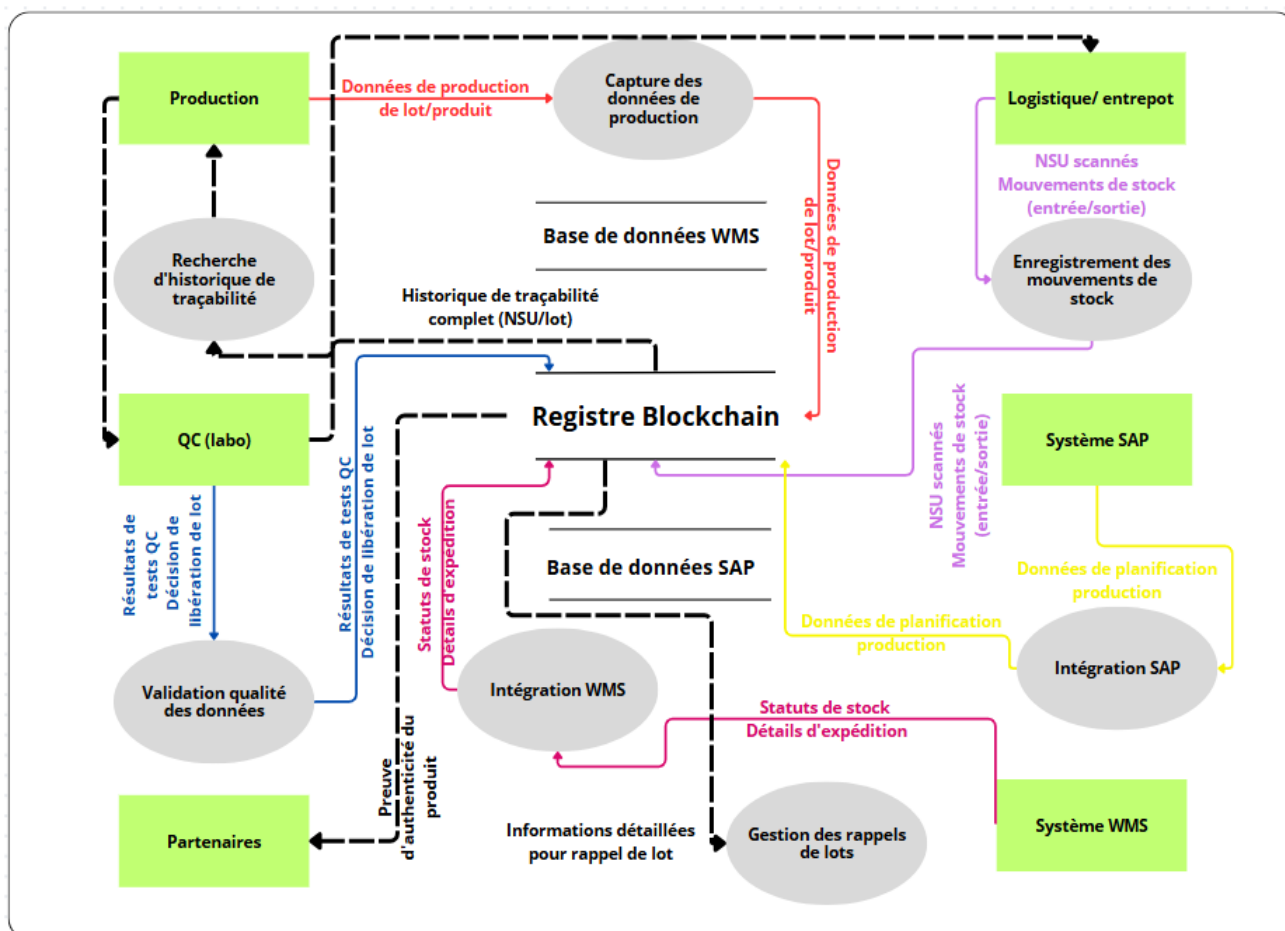 Production
Données de production
de lot/produit
Capture des
données de
production
Logistique/ entrepot
NSU scannés
Mouvements de stock
(entrée/sortie)
Données de production
de lot/produit
Base de données WMS
Recherche
d'historique de
traçabilité
Enregistrement des
mouvements de
stock
Historique de traçabilité
complet (NSU/lot)
Registre Blockchain
QC (labo)
Système SAP
NSU scannés
Mouvements de stock
(entrée/sortie)
Résultats de
tests QC
Décision de
libération de lot
Résultats de tests QC
Décision de libération de lot
Statuts de stock
Détails d'expédition
Base de données SAP
Données de planification
production
Données de planification
production
Intégration SAP
Validation qualité
des données
Intégration WMS
Statuts de stock
Détails d'expédition
Preuve
d'authenticité du
produit
Partenaires
Informations détaillées
pour rappel de lot
Gestion des rappels
de lots
Système WMS